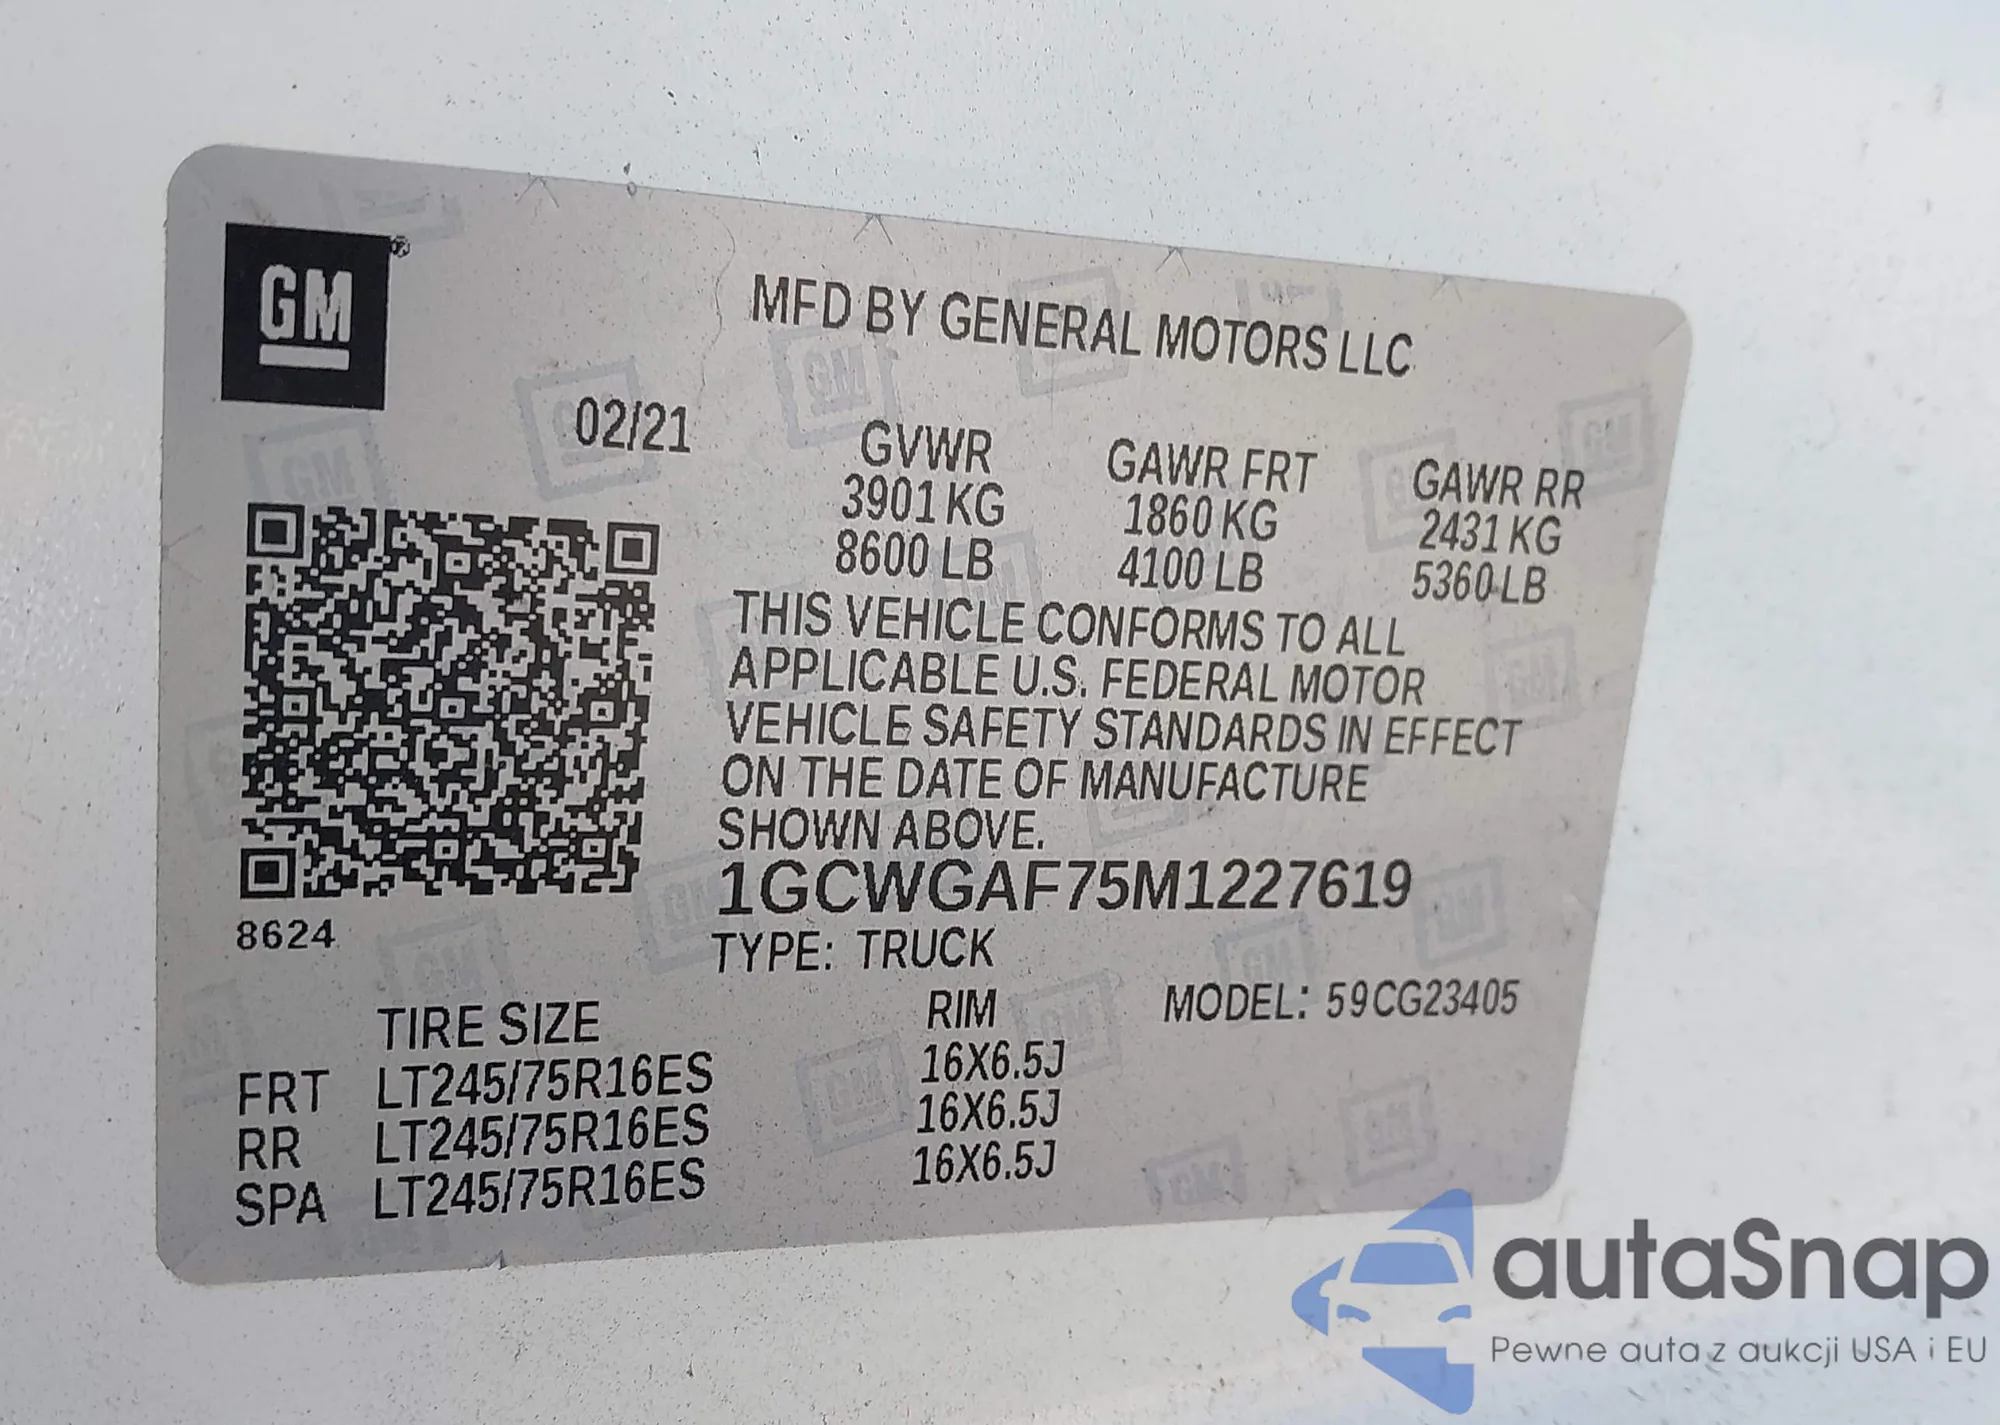 GM®
MFD BY GENERAL MOTORS LLC
02/21
GVWR GAWR FRT GAWR RR
3901 KG 1860 KG 2431 KG
8600 LB 4100 LB 5360 LB
THIS VEHICLE CONFORMS TO ALL
APPLICABLE U.S. FEDERAL MOTOR
VEHICLE SAFETY STANDARDS IN EFFECT
ON THE DATE OF MANUFACTURE
SHOWN ABOVE.
1GCWGAF75M1227619
8624
TYPE: TRUCK
TIRE SIZE RIM MODEL: 59CG23405
FRT LT245/75R16ES 16X6.5J
RR LT245/75R16ES 16X6.5J
SPA LT245/75R16ES 16X6.5J
autaSnap
Pewne auta z aukcji USA i EU